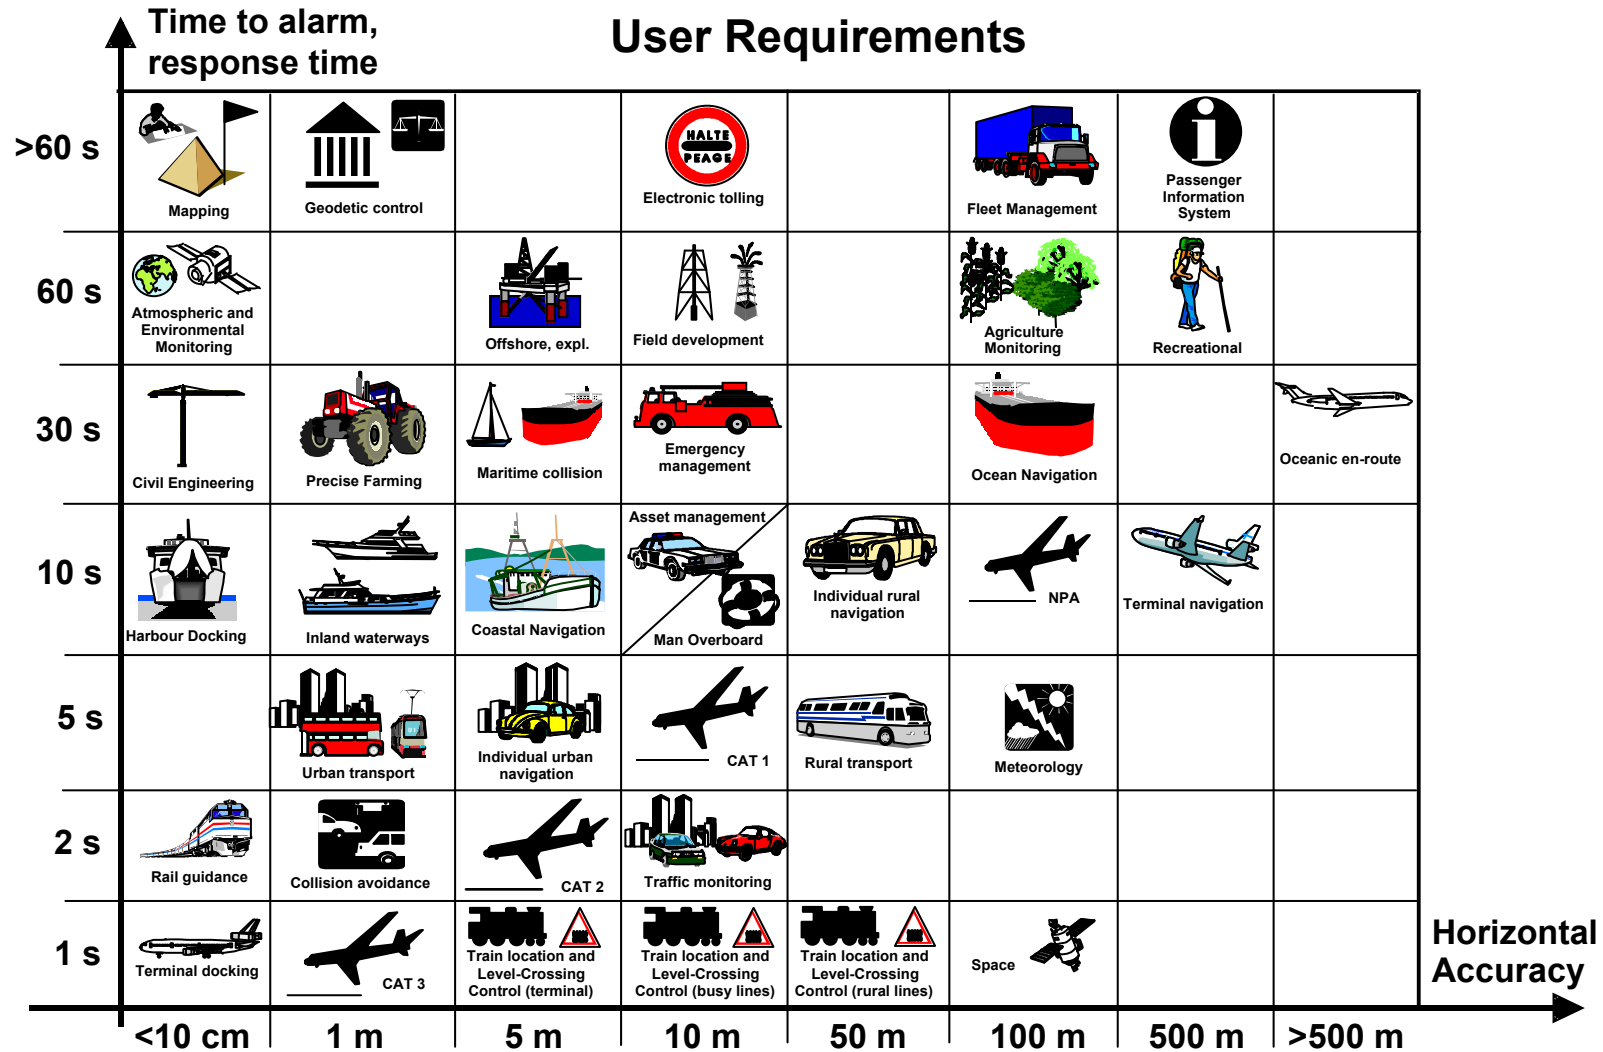 Time to alarm,
response time
User Requirements
>60 s
HALTE
PEAGE
Mapping
Geodetic control
Electronic tolling
Fleet Management
Passenger
Information
System
60 s
Atmospheric and
Environmental
Monitoring
Offshore, expl.
Field development
Agriculture
Monitoring
Recreational
30 s
Civil Engineering
Precise Farming
Maritime collision
Emergency
management
Ocean Navigation
Oceanic en-route
10 s
Harbour Docking
Inland waterways
Coastal Navigation
Asset management
Man Overboard
Individual rural
navigation
NPA
Terminal navigation
5 s
Urban transport
Individual urban
navigation
CAT 1
Rural transport
Meteorology
2 s
Rail guidance
Collision avoidance
CAT 2
Traffic monitoring
1 s
Terminal docking
CAT 3
Train location and
Level-Crossing
Control (terminal)
Train location and
Level-Crossing
Control (busy lines)
Train location and
Level-Crossing
Control (rural lines)
Space
Horizontal
Accuracy
<10 cm
1 m
5 m
10 m
50 m
100 m
500 m
>500 m